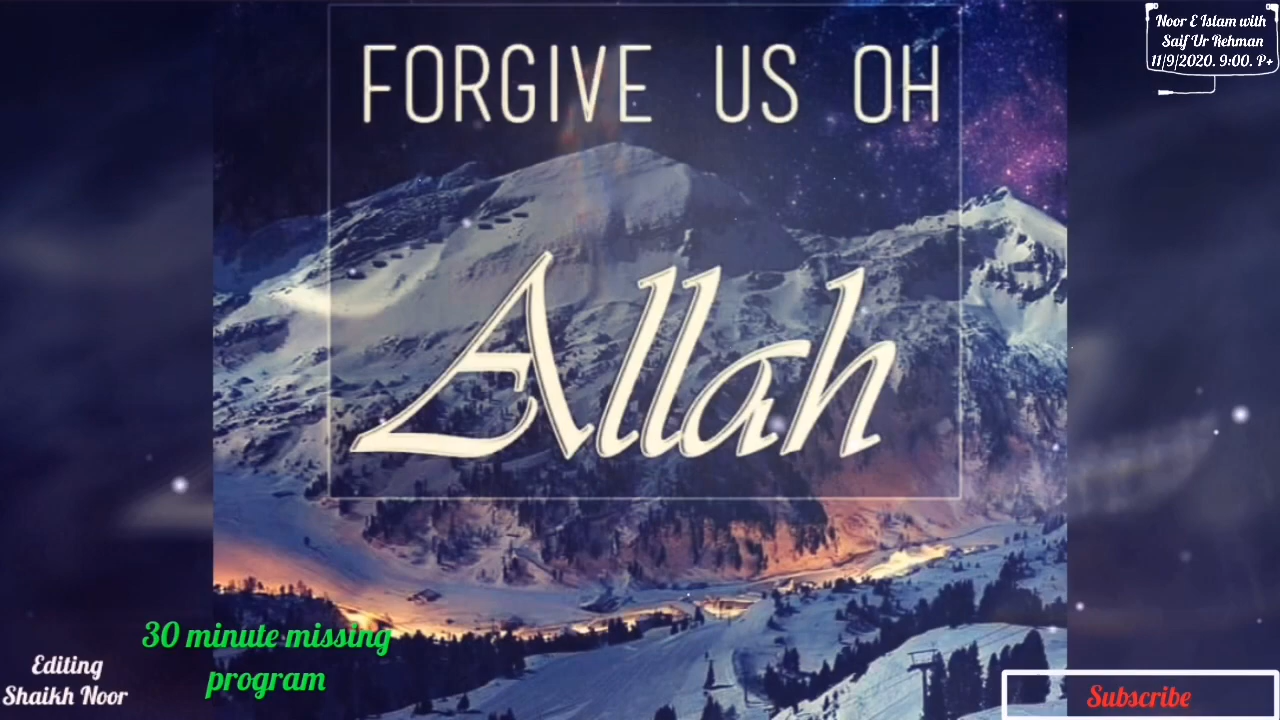 FORGIVE US OH
Allah
Noor E Islam with
Saif Ur Rehman
11/9/2020. 9:00. P+
30 minute missing
program
Editing
Shaikh Noor
Subscribe